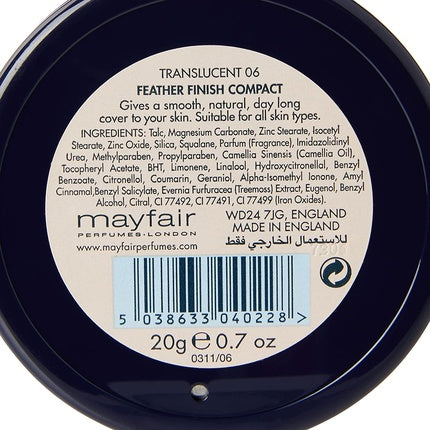 TRANSLUCENT 06
FEATHER FINISH COMPACT
Gives a smooth, natural, day long
cover to your skin. Suitable for all skin types.
INGREDIENTS: Talc, Magnesium Carbonate, Zinc Stearate, Isocetyl
Stearate, Zinc Oxide, Silica, Squalane, Parfum (Fragrance), Imidazolidinyl
Urea, Methylparaben, Propylparaben, Camellia Sinensis (Camellia Oil),
Tocopheryl Acetate, BHT, Limonene, Linalool, Hydroxycitronellal, Benzyl
Benzoate, Citronellol, Coumarin, Geraniol, Alpha-Isomethyl Ionone, Amyl
Cinnamal,Benzyl Salicylate, Evernia Furfuracea (Treemoss) Extract, Eugenol, Benzyl
Alcohol, Citral, CI 77492, CI 77491, CI 77499 (Iron Oxides).
mayfair
PERFUMES·LONDON
www.mayfairperfumes.com
WD24 7JG, ENGLAND
MADE IN ENGLAND
للاستعمال الخارجي فقط
5 038633 040228 >
20g e 0.7 oz
0311/06